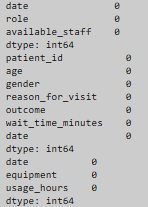 date 0
role 0
available_staff 0
dtype: int64
patient_id 0
age 0
gender 0
reason_for_visit 0
outcome 0
wait_time_minutes 0
date 0
dtype: int64
date 0
equipment 0
usage_hours 0
dtype: int64